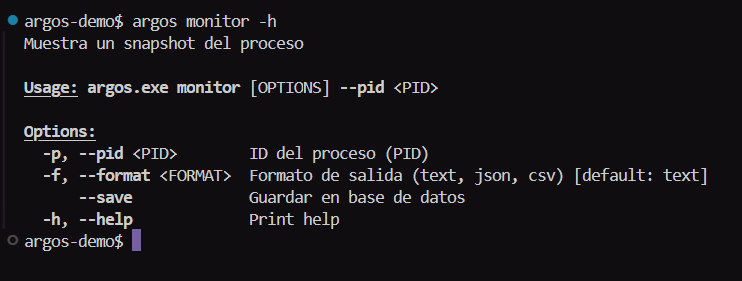 argos-demo$ argos monitor -h
Muestra un snapshot del proceso
Usage: argos.exe monitor [OPTIONS] --pid <PID>
Options:
-p, --pid <PID> ID del proceso (PID)
-f, --format <FORMAT> Formato de salida (text, json, csv) [default: text]
--save Guardar en base de datos
-h, --help Print help
argos-demo$